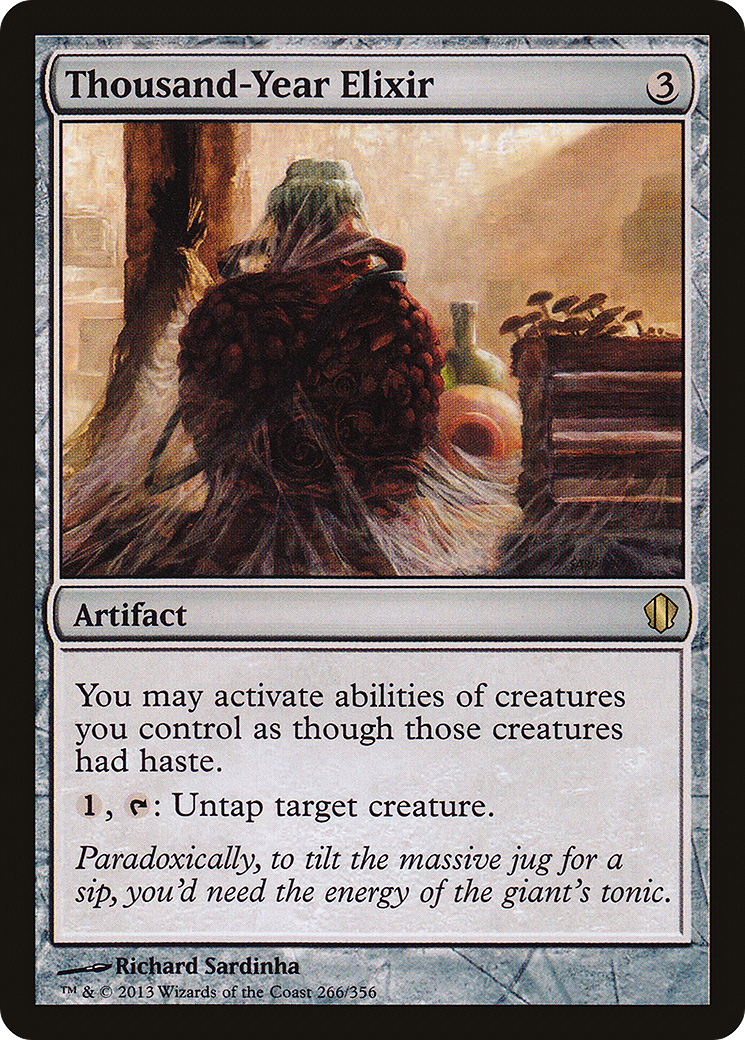 Thousand-Year Elixir 3
Artifact
You may activate abilities of creatures
you control as though those creatures
had haste.
1, : Untap target creature.
Paradoxically, to tilt the massive jug for a
sip, you'd need the energy of the giant's tonic.
Richard Sardinha
™ & © 2013 Wizards of the Coast 266/356